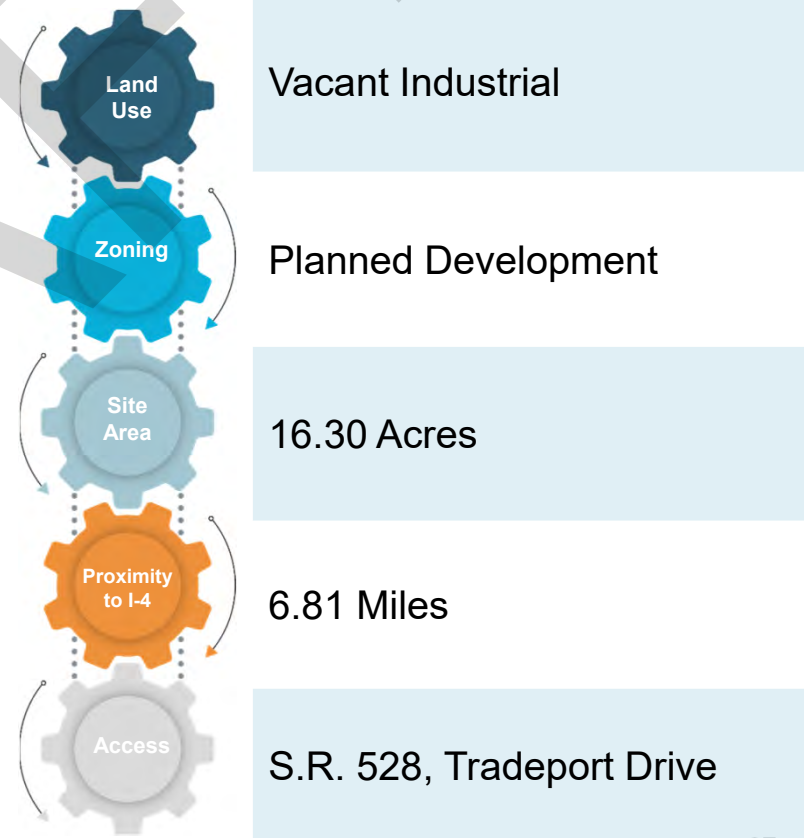 Land
Use
Vacant Industrial
Zoning
Planned Development
Site
Area
16.30 Acres
Proximity
to I-4
6.81 Miles
Access
S.R. 528, Tradeport Drive